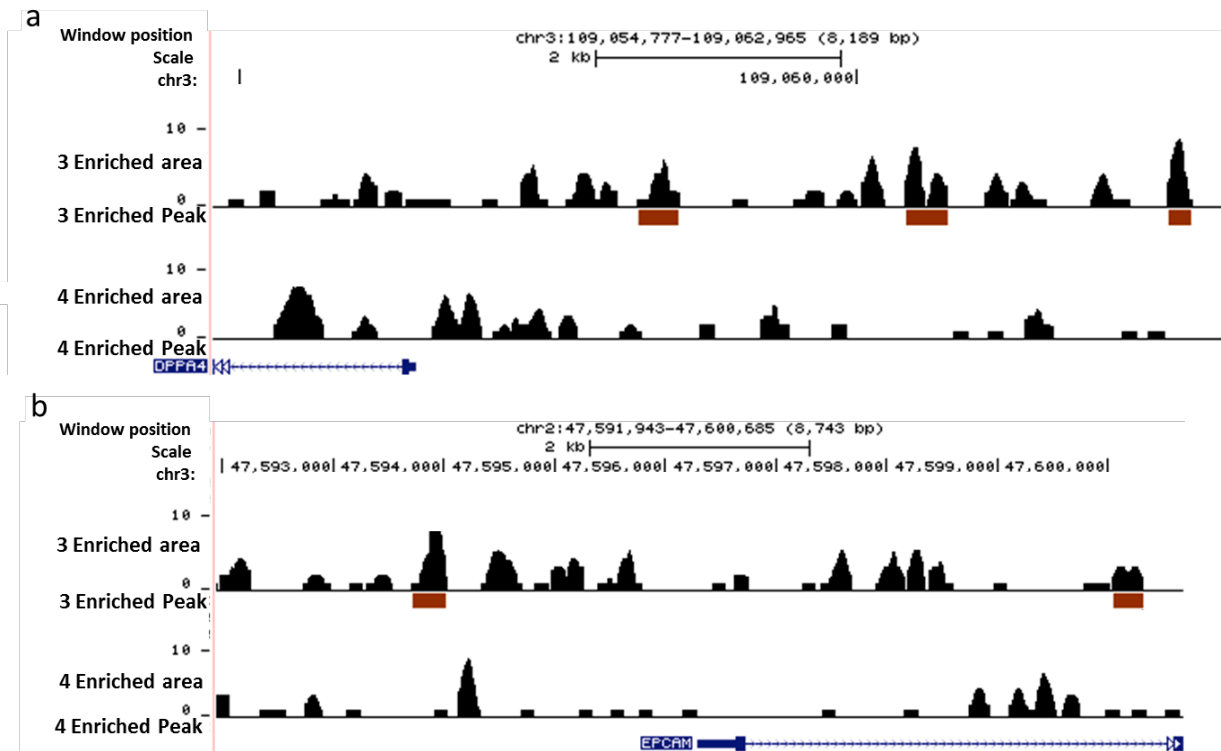 a
Window position chr3:109,054,777-109,062,965 (8,189 bp)
Scale 2 kb
chr3: 109,060,000
10
3 Enriched area
0
3 Enriched Peak
10
4 Enriched area
0
4 Enriched Peak
DPPA4
b
Window position chr2:47,591,943-47,600,685 (8,743 bp)
Scale 2 kb
chr3: 47,593,000 47,594,000 47,595,000 47,596,000 47,597,000 47,598,000 47,599,000 47,600,000
10
3 Enriched area
0
3 Enriched Peak
10
4 Enriched area
0
4 Enriched Peak
EPCAM